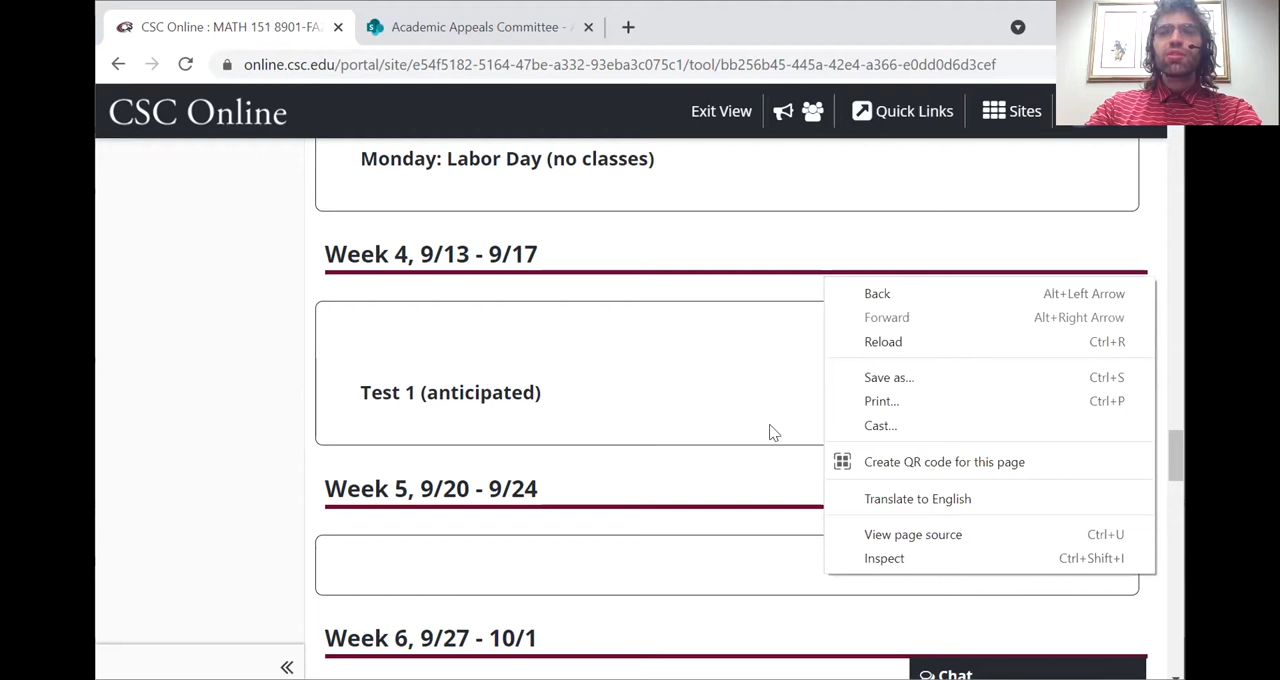 CSC Online : MATH 151 8901-FA
Academic Appeals Committee -
online.csc.edu/portal/site/e54f5182-5164-47be-a332-93eba3c075c1/tool/bb256b45-445a-42e4-a366-e0dd0d6d3cef
CSC Online
Exit View
Quick Links
Sites
Monday: Labor Day (no classes)
Week 4, 9/13 - 9/17
Test 1 (anticipated)
Week 5, 9/20 - 9/24
Week 6, 9/27 - 10/1
Back Alt+Left Arrow
Forward Alt+Right Arrow
Reload Ctrl+R
Save as... Ctrl+S
Print... Ctrl+P
Cast...
Create QR code for this page
Translate to English
View page source Ctrl+U
Inspect Ctrl+Shift+I
Chat